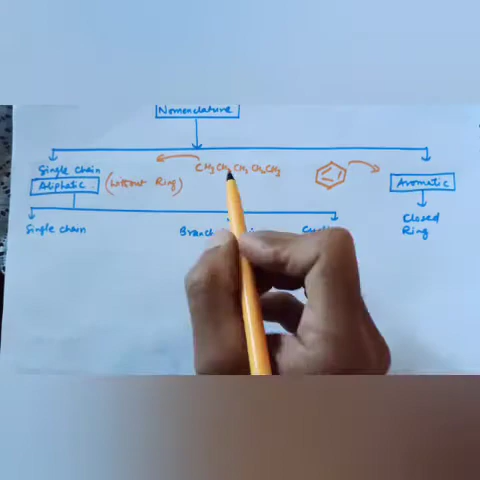 Nomenclature
Single chain
Aliphatic
(without Ring)
CH3 CH2 CH2 CH2 CH3
Aromatic
Single chain
Closed
Ring